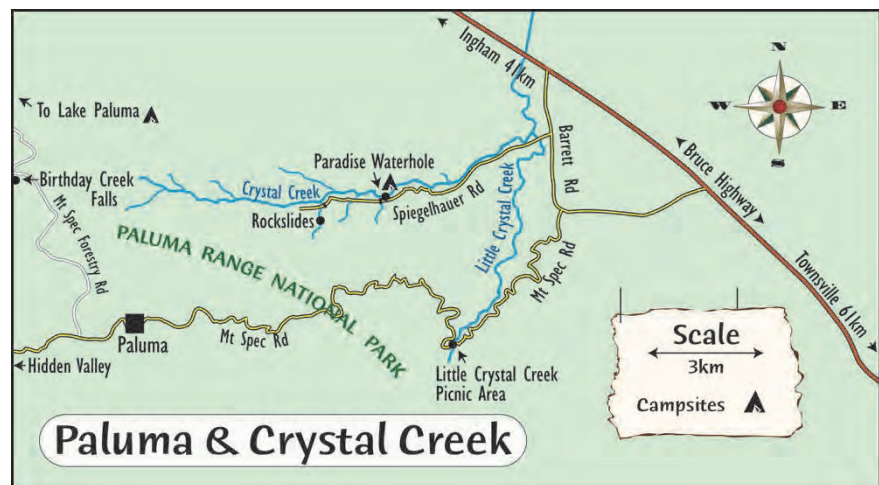 Ingham 41km
N
W
E
S
To Lake Paluma
Paradise Waterhole
Barrett Rd
Bruce Highway
Birthday Creek
Falls
Crystal Creek
Spiegelhauer Rd
Rockslides
Mt Spec Forestry Rd
Little Crystal Creek
PALUMA RANGE NATIONAL PARK
Mt Spec Rd
Townsville 61km
Paluma
Mt Spec Rd
Hidden Valley
Little Crystal Creek
Picnic Area
Scale
3km
Campsites
Paluma & Crystal Creek